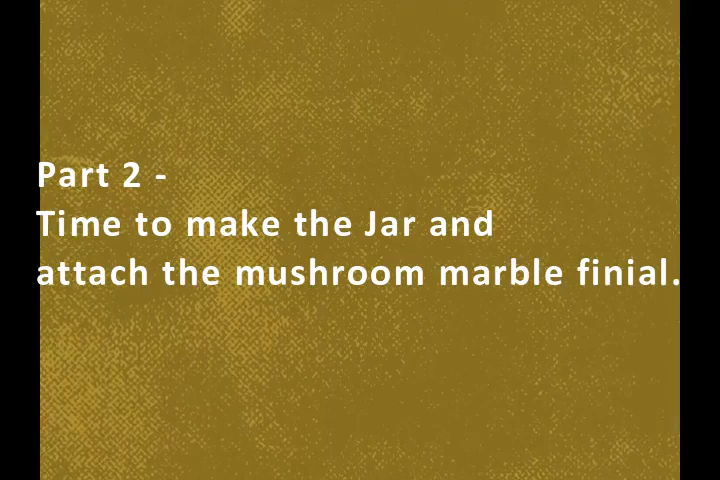 Part 2 -
Time to make the Jar and
attach the mushroom marble finial.